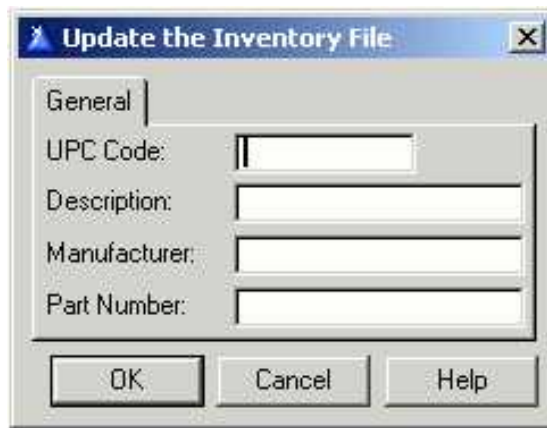 Update the Inventory File
General
UPC Code:
Description:
Manufacturer:
Part Number:
OK Cancel Help